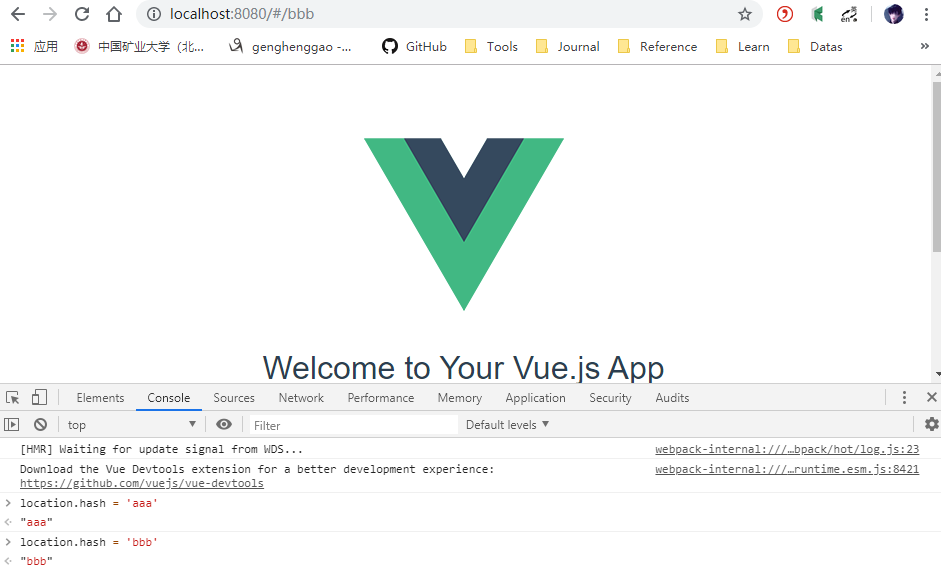 localhost:8080/#/bbb
应用 中国矿业大学（北... genghenggao -... GitHub Tools Journal Reference Learn Datas »
Welcome to Your Vue.js App
Elements Console Sources Network Performance Memory Application Security Audits
top Filter Default levels
[HMR] Waiting for update signal from WDS... webpack-internal:///…bpack/hot/log.js:23
Download the Vue Devtools extension for a better development experience: webpack-internal:///…runtime.esm.js:8421
https://github.com/vuejs/vue-devtools
location.hash = 'aaa'
"aaa"
location.hash = 'bbb'
"bbb"